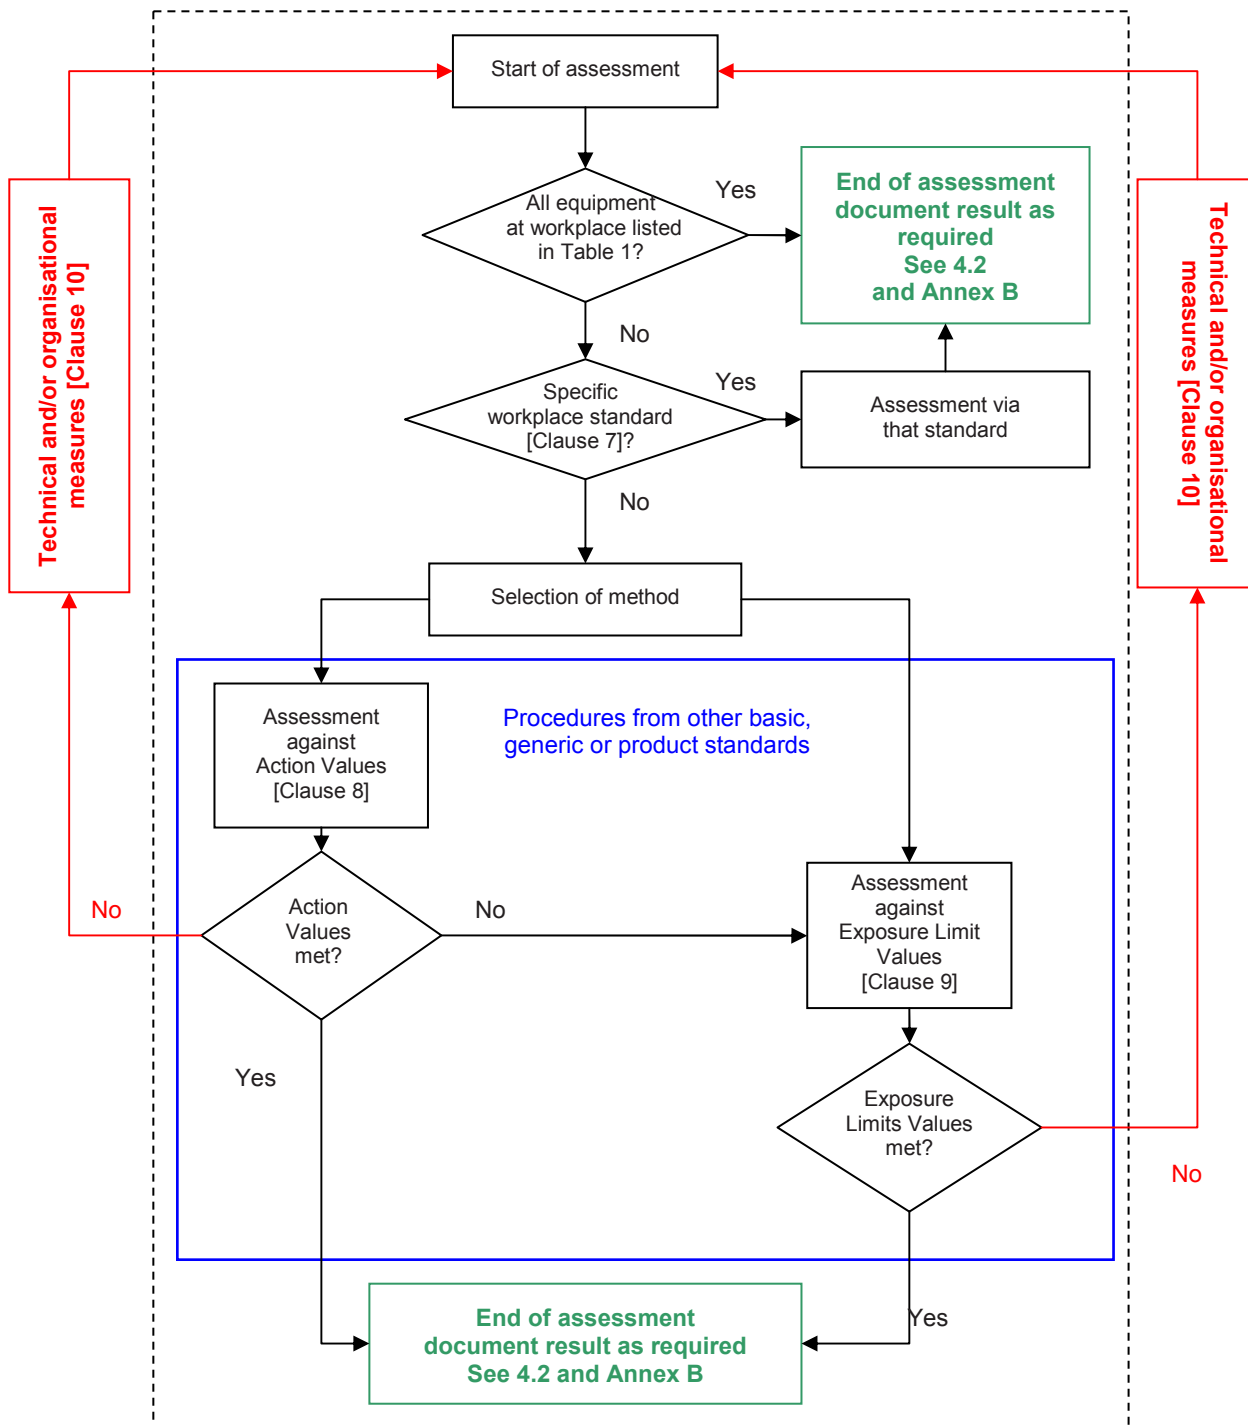 Start of assessment
All equipment
at workplace listed
in Table 1?
Yes
End of assessment
document result as
required
See 4.2
and Annex B
No
Specific
workplace standard
[Clause 7]?
Yes
Assessment via
that standard
No
Technical and/or organisational
measures [Clause 10]
Technical and/or organisational
measures [Clause 10]
Selection of method
Procedures from other basic,
generic or product standards
Assessment
against
Action Values
[Clause 8]
No
Action
Values
met?
No
Assessment
against
Exposure Limit
Values
[Clause 9]
Yes
Exposure
Limits Values
met?
No
Yes
End of assessment
document result as required
See 4.2 and Annex B